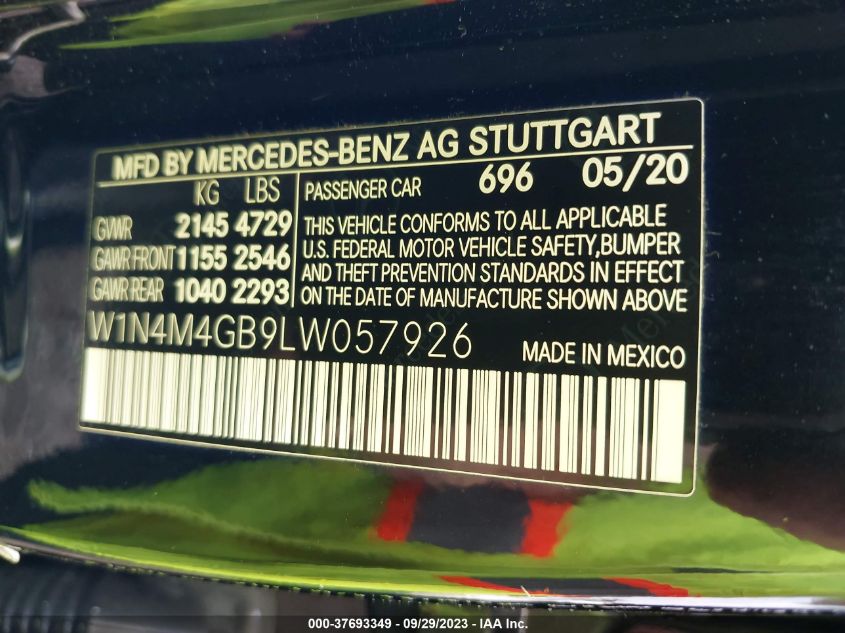 MFD BY MERCEDES-BENZ AG STUTTGART
KG LBS
GVWR 2145 4729
GAWR FRONT 1155 2546
GAWR REAR 1040 2293
PASSENGER CAR 696 05/20
THIS VEHICLE CONFORMS TO ALL APPLICABLE
U.S. FEDERAL MOTOR VEHICLE SAFETY,BUMPER
AND THEFT PREVENTION STANDARDS IN EFFECT
ON THE DATE OF MANUFACTURE SHOWN ABOVE
W1N4M4GB9LW057926
MADE IN MEXICO
000-37693349 - 09/29/2023 - IAA Inc.